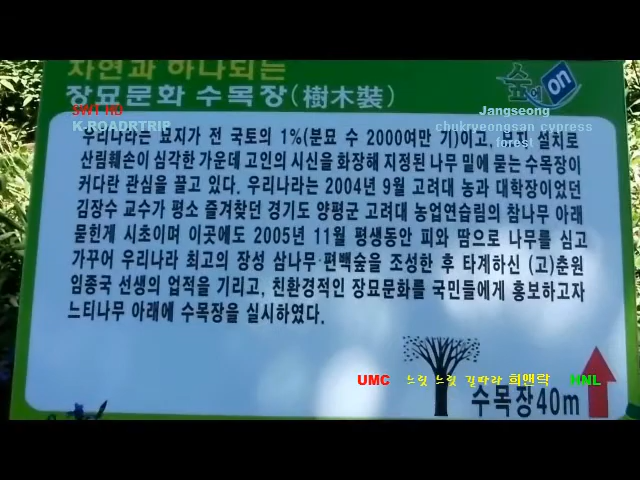 자연과 하나되는
장묘문화 수목장(樹木裝)
숲에 on
SWT HD
K-ROADRTRIP
Jangseong
chukryeongsan cypress
forest
우리나라는 묘지가 전 국토의 1%(분묘 수 2000여만 기)이고, 묘지 설치로
산림훼손이 심각한 가운데 고인의 시신을 화장해 지정된 나무 밑에 묻는 수목장이
커다란 관심을 끌고 있다. 우리나라는 2004년 9월 고려대 농과 대학장이었던
김장수 교수가 평소 즐겨찾던 경기도 양평군 고려대 농업연습림의 참나무 아래
묻힌게 시초이며 이곳에도 2005년 11월 평생동안 피와 땀으로 나무를 심고
가꾸어 우리나라 최고의 장성 삼나무·편백숲을 조성한 후 타계하신 (고)춘원
임종국 선생의 업적을 기리고, 친환경적인 장묘문화를 국민들에게 홍보하고자
느티나무 아래에 수목장을 실시하였다.
UMC 느릿 느릿 길따라 희앤락 HNL
수목장40m